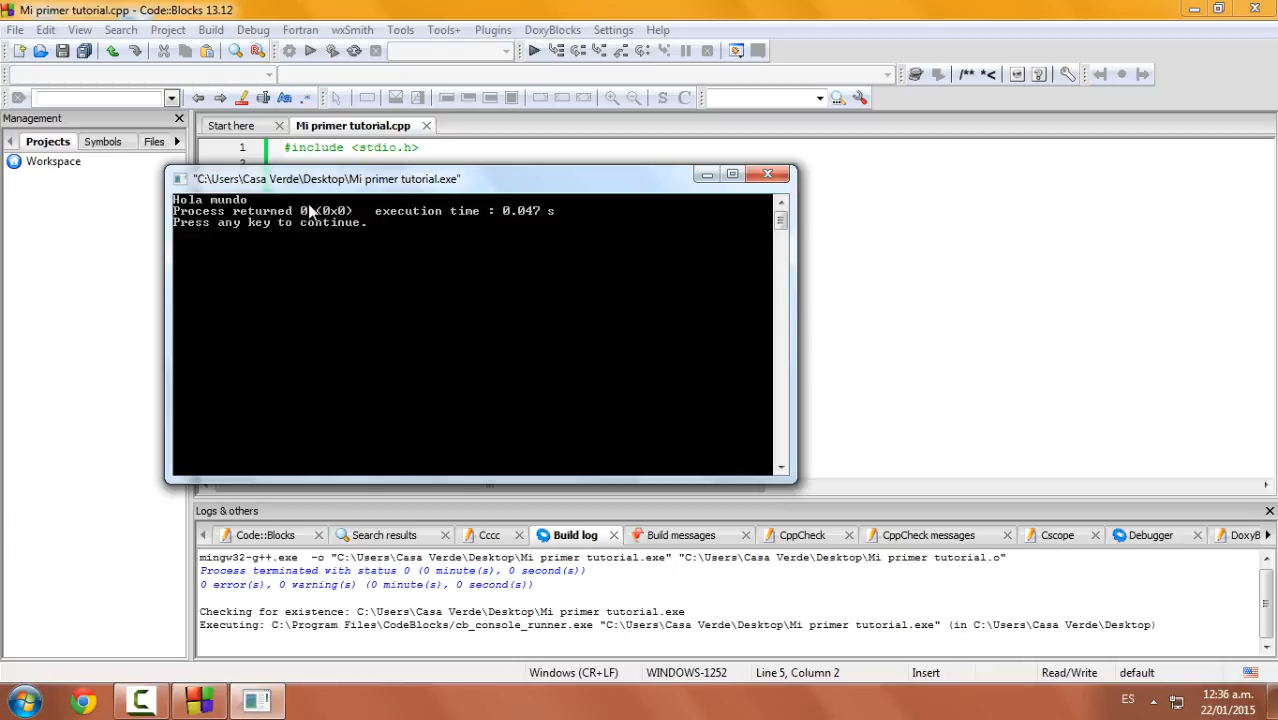 Mi primer tutorial.cpp - Code::Blocks 13.12
File Edit View Search Project Build Debug Fortran wxSmith Tools Tools+ Plugins DoxyBlocks Settings Help
/** *<
.*
S C
Management
Start here Mi primer tutorial.cpp
Projects Symbols Files
1 #include <stdio.h>
Workspace
2
"C:\Users\Casa Verde\Desktop\Mi primer tutorial.exe"
Hola mundo
Process returned 0 (0x0) execution time : 0.047 s
Press any key to continue.
Logs & others
Code::Blocks Search results Cccc Build log Build messages CppCheck CppCheck messages Cscope Debugger DoxyB
mingw32-g++.exe -o "C:\Users\Casa Verde\Desktop\Mi primer tutorial.exe" "C:\Users\Casa Verde\Desktop\Mi primer tutorial.o"
Process terminated with status 0 (0 minute(s), 0 second(s))
0 error(s), 0 warning(s) (0 minute(s), 0 second(s))
Checking for existence: C:\Users\Casa Verde\Desktop\Mi primer tutorial.exe
Executing: C:\Program Files\CodeBlocks/cb_console_runner.exe "C:\Users\Casa Verde\Desktop\Mi primer tutorial.exe" (in C:\Users\Casa Verde\Desktop)
Windows (CR+LF) WINDOWS-1252 Line 5, Column 2 Insert Read/Write default
ES 12:36 a.m.
22/01/2015